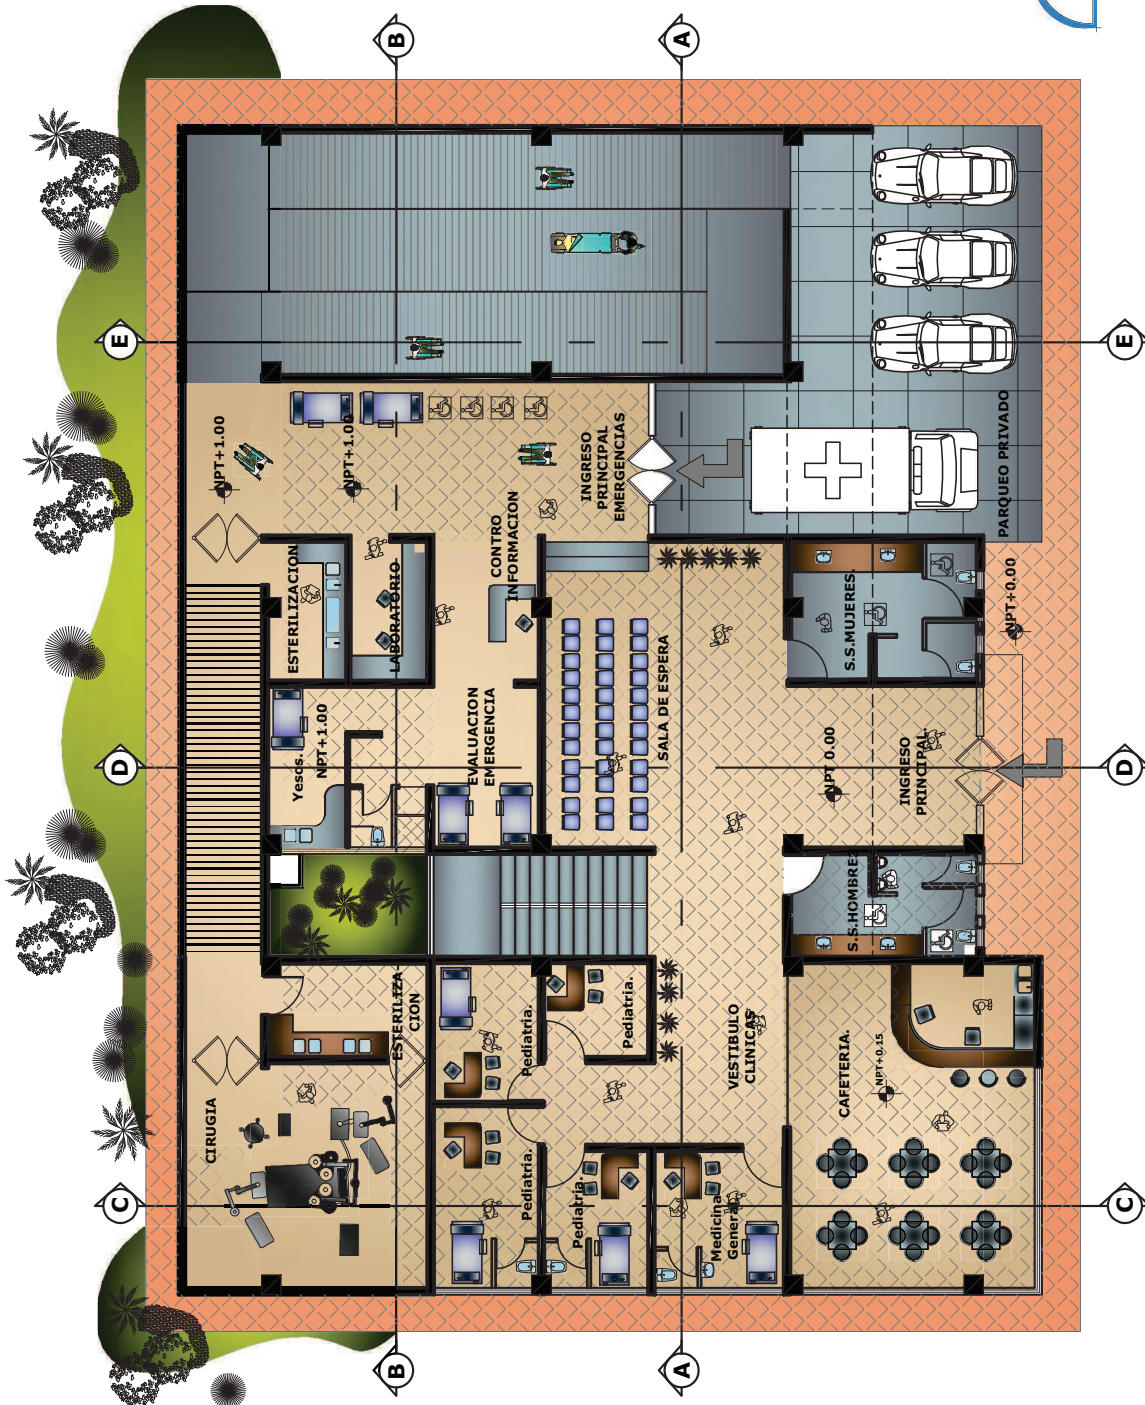 B
A
E
E
NPT+1.00
NPT+1.00
INGRESO
PRINCIPAL
EMERGENCIAS
PARQUEO PRIVADO
CONTRO
INFORMACION
ESTERILIZACION
LABORATORIO
NPT+0.00
S.S.MUJERES.
SALA DE ESPERA
EVALUACION
EMERGENCIA
Yesos.
NPT+1.00
D
D
NPT 0.00
INGRESO
PRINCIPAL
S.S.HOMBRE
ESTERILIZA
CION
Pediatria.
Pediatria.
VESTIBULO
CLINICAS
CAFETERIA.
NPT+0.15
CIRUGIA
Pediatria.
Pediatria.
Medicina
General
C
C
B
A